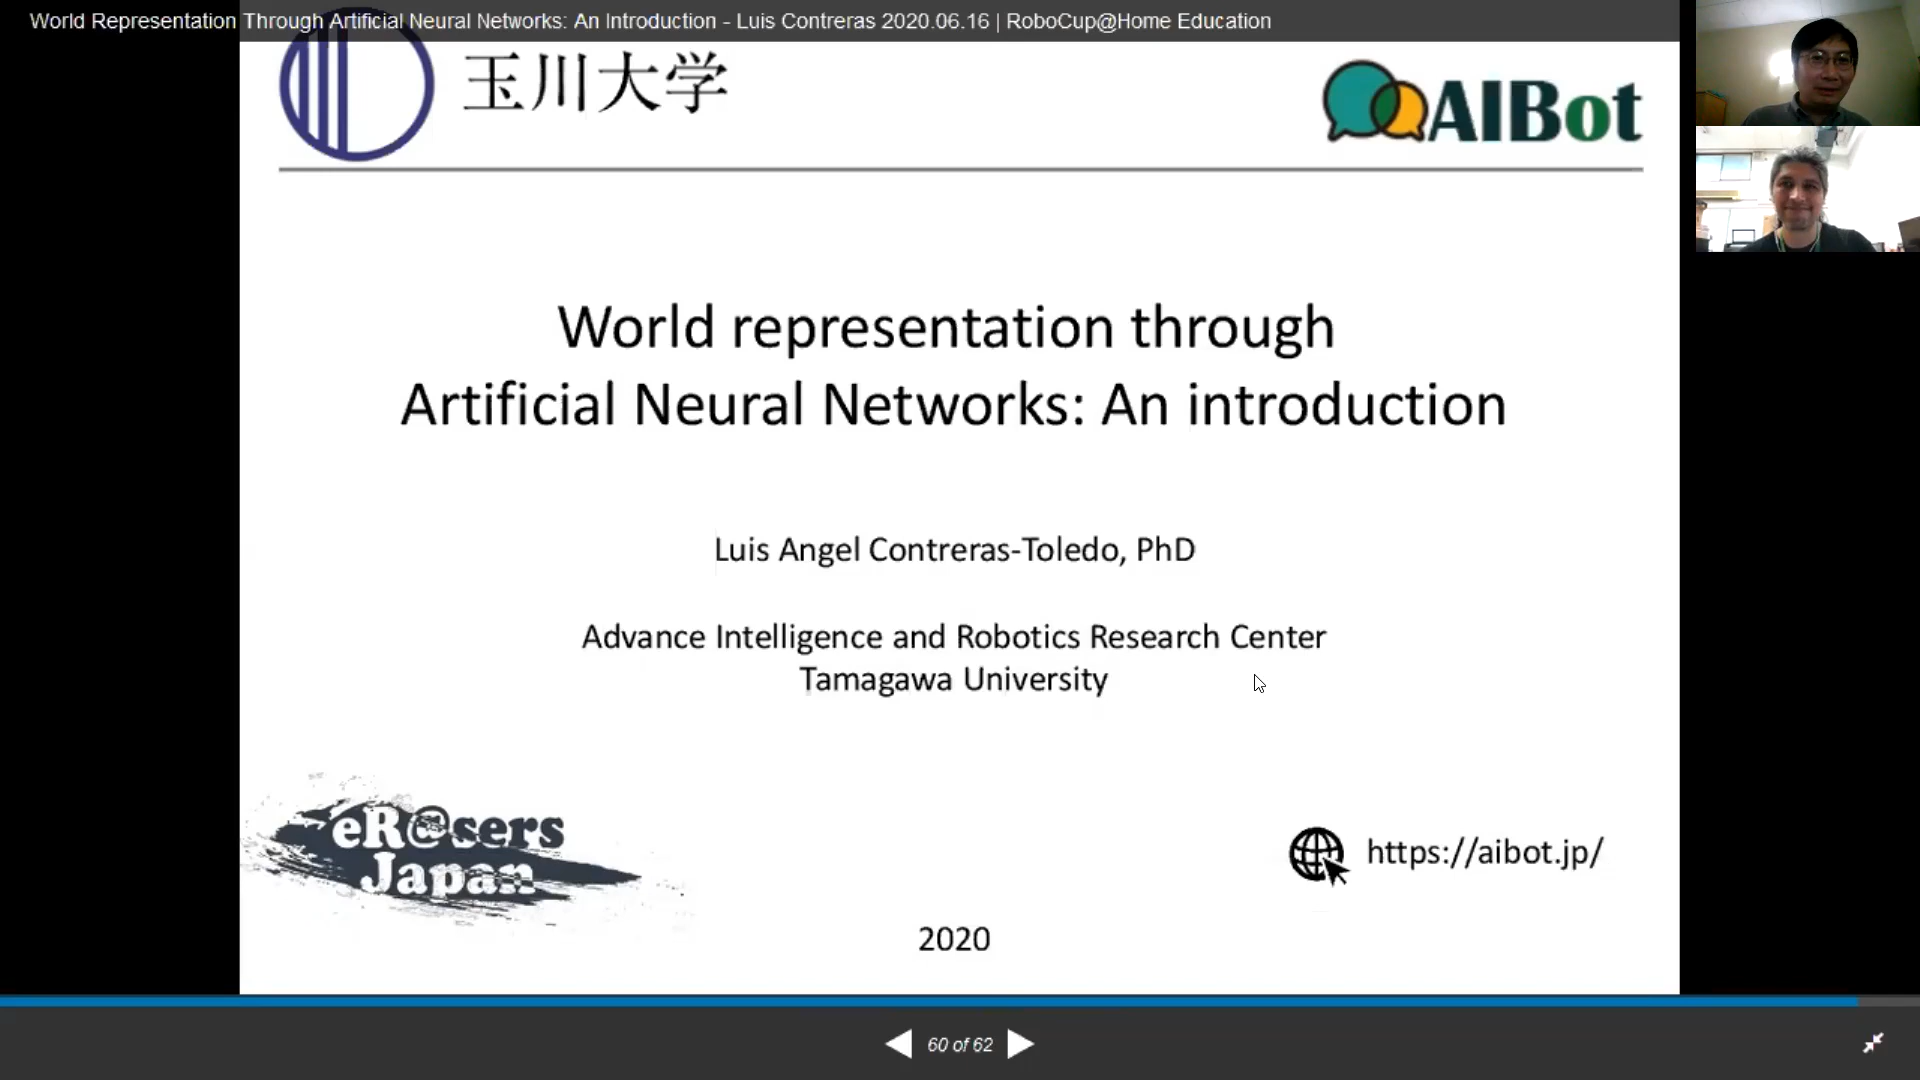 World Representation Through Artificial Neural Networks: An Introduction - Luis Contreras 2020.06.16 | RoboCup@Home Education
玉川大学
AIBot
World representation through
Artificial Neural Networks: An introduction
Luis Angel Contreras-Toledo, PhD
Advance Intelligence and Robotics Research Center
Tamagawa University
eR@sers
Japan
https://aibot.jp/
2020
60 of 62